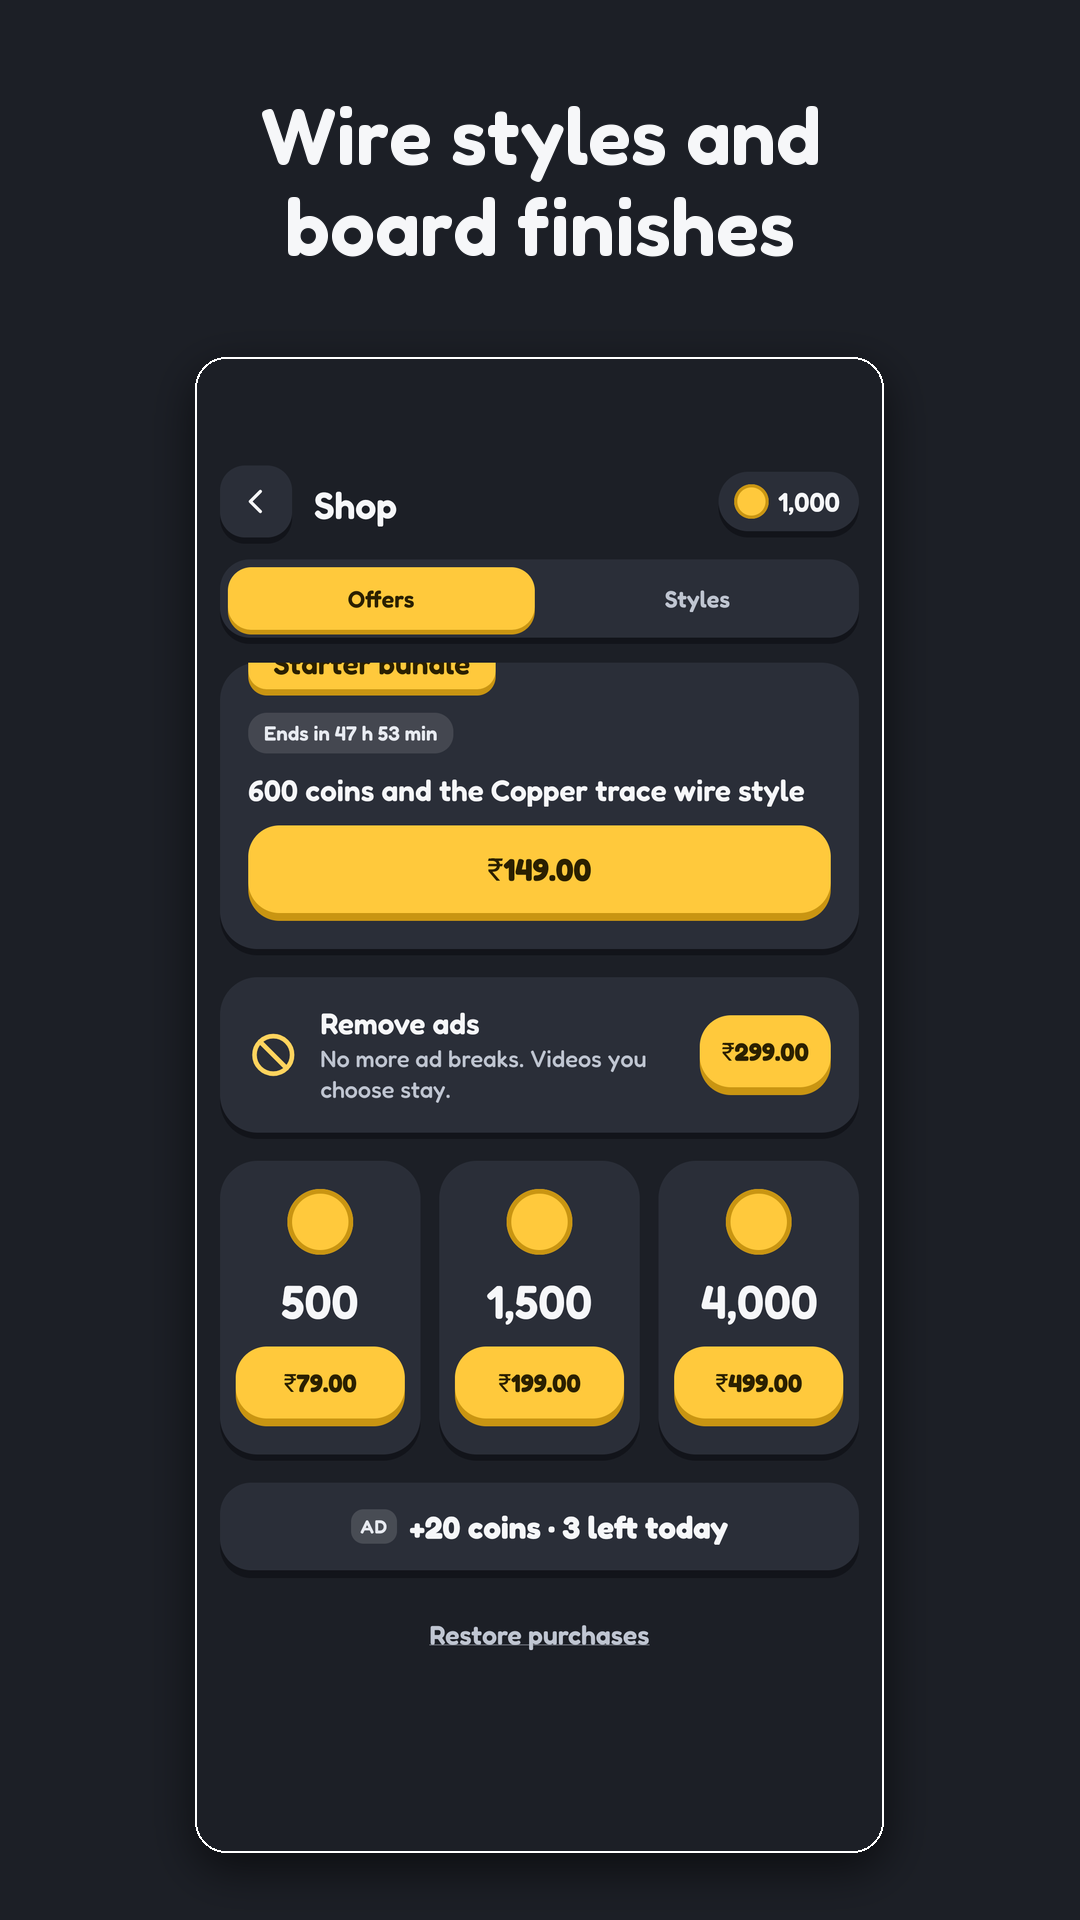 Wire styles and
board finishes
Shop
1,000
Offers
Styles
Starter bundle
Ends in 47 h 53 min
600 coins and the Copper trace wire style
₹149.00
Remove ads
No more ad breaks. Videos you
choose stay.
₹299.00
500
1,500
4,000
₹79.00
₹199.00
₹499.00
AD +20 coins · 3 left today
Restore purchases